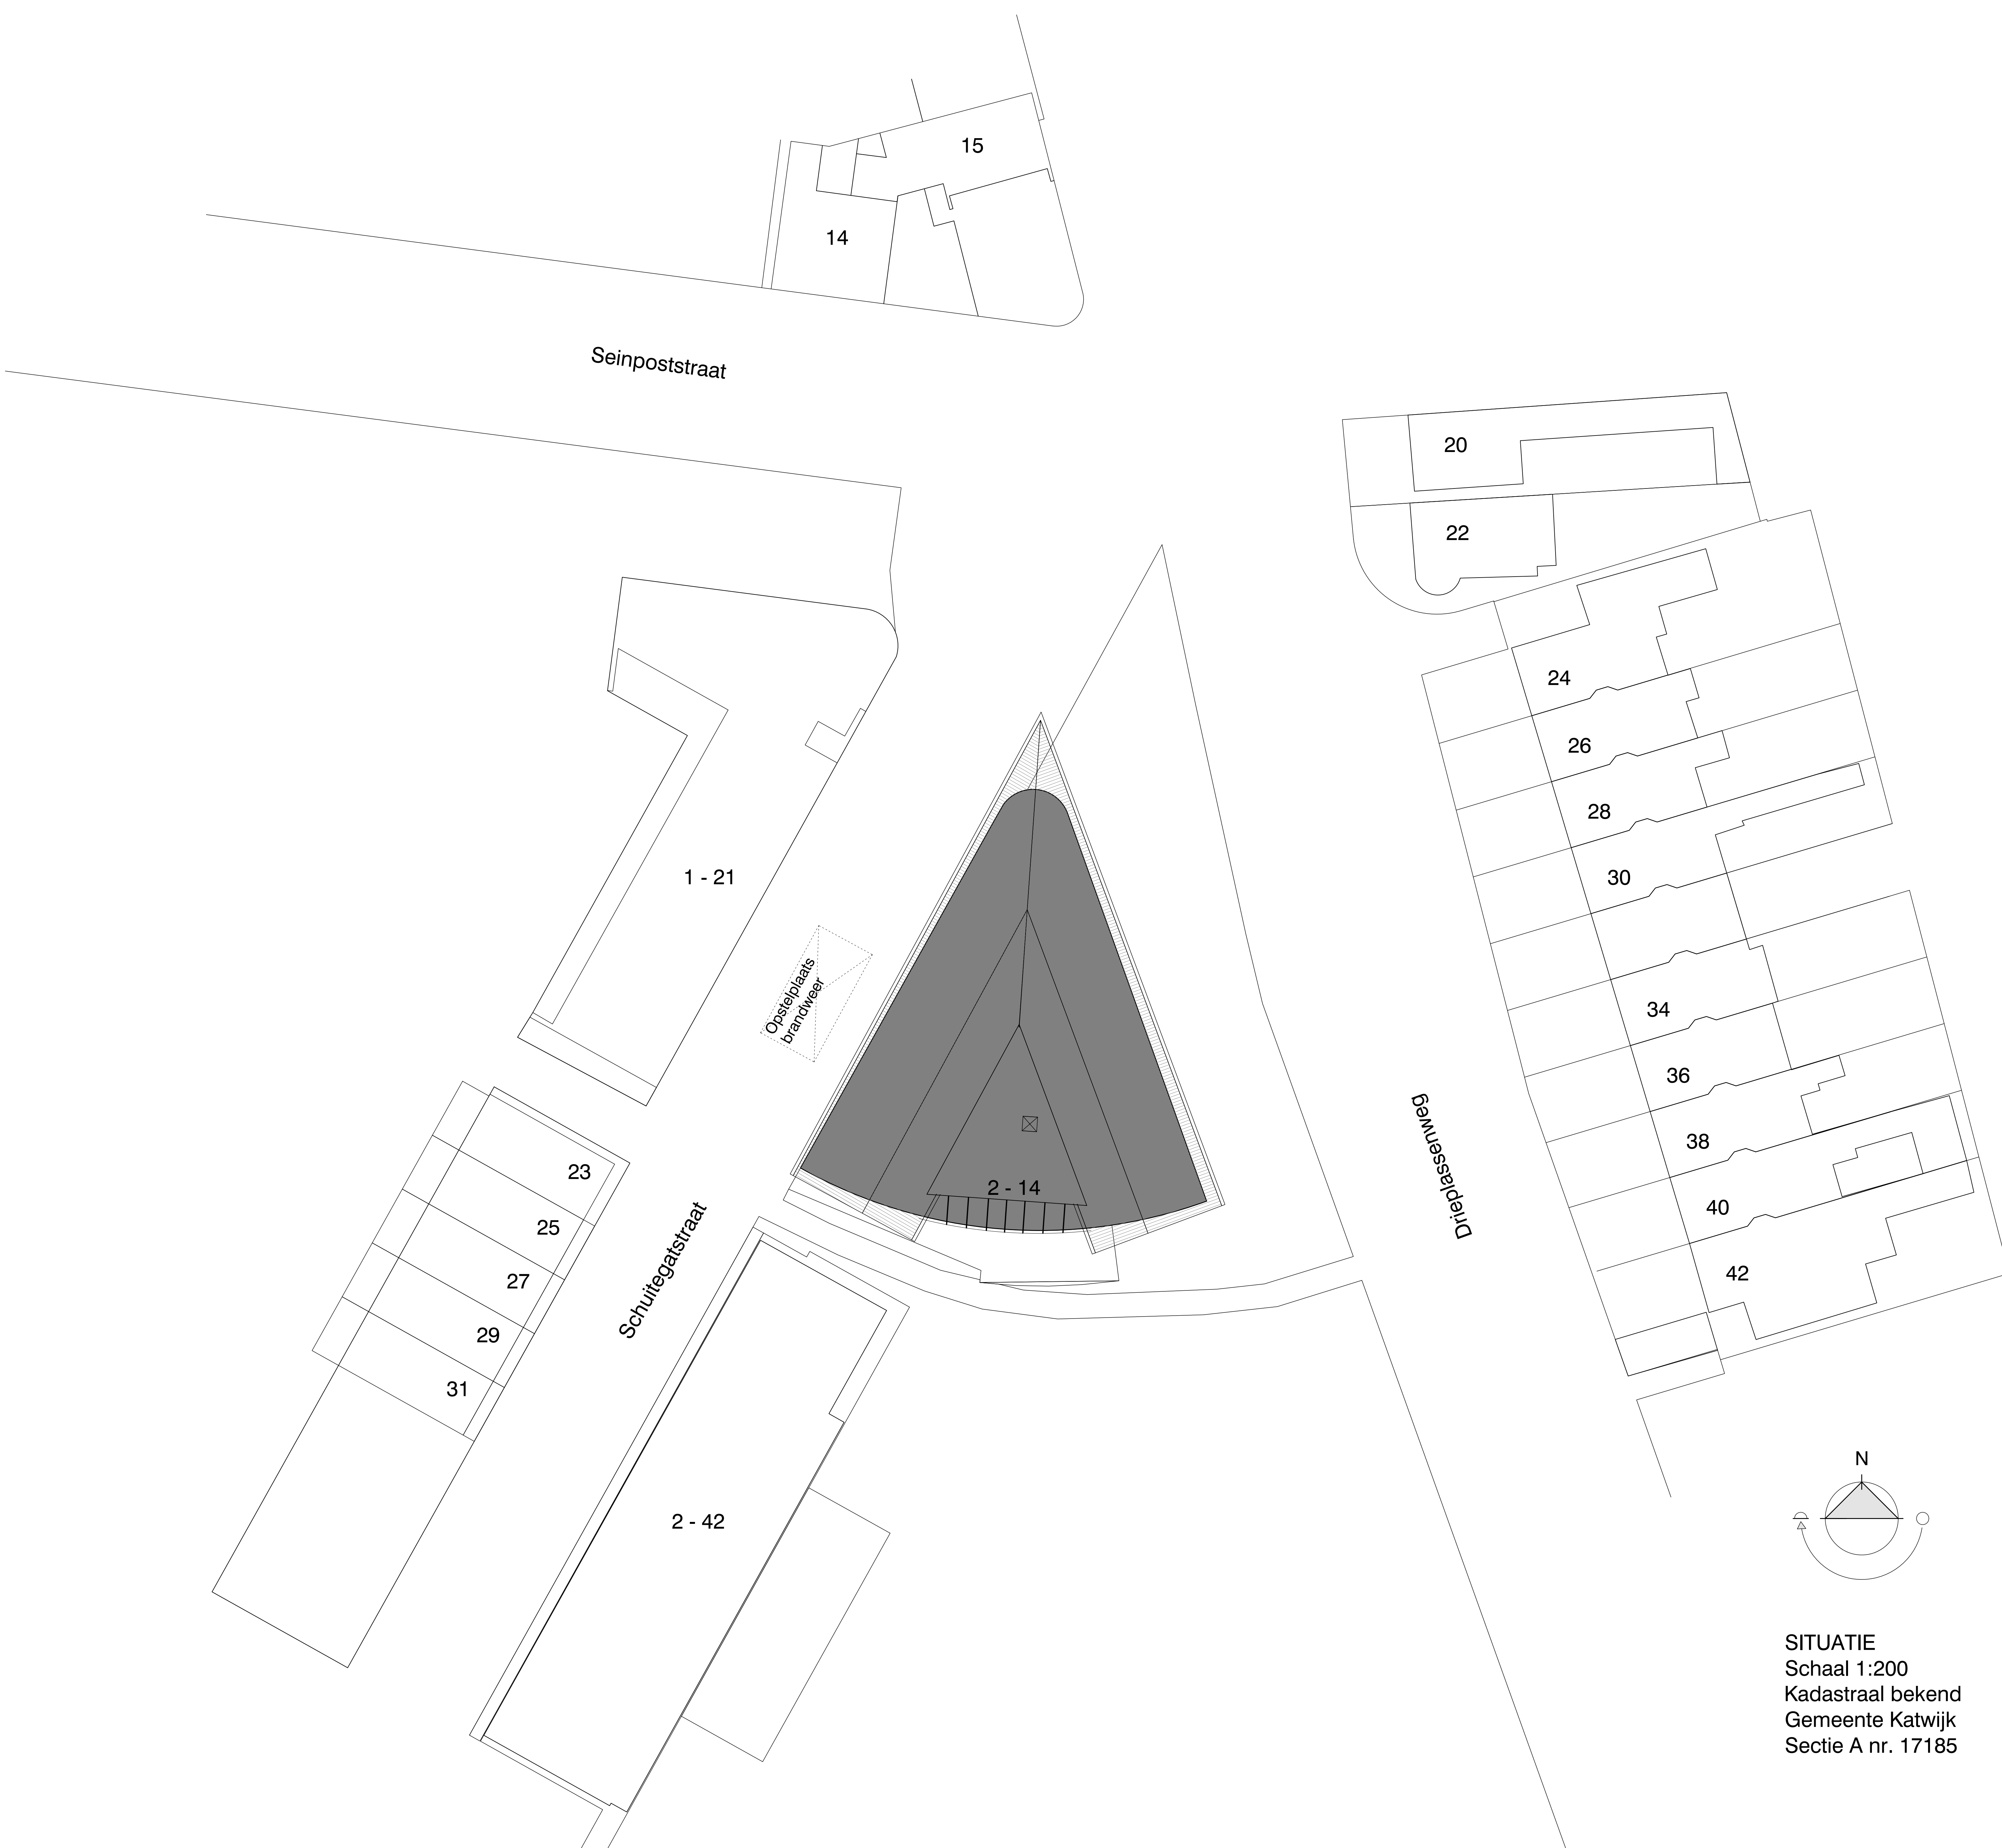 15
14
Seinpoststraat
20
22
24
26
28
30
34
36
38
40
42
1 - 21
Opstelplaats
brandweer
2 - 14
Drieplassenweg
23
25
27
29
31
Schuitegatstraat
2 - 42
N
SITUATIE
Schaal 1:200
Kadastraal bekend
Gemeente Katwijk
Sectie A nr. 17185